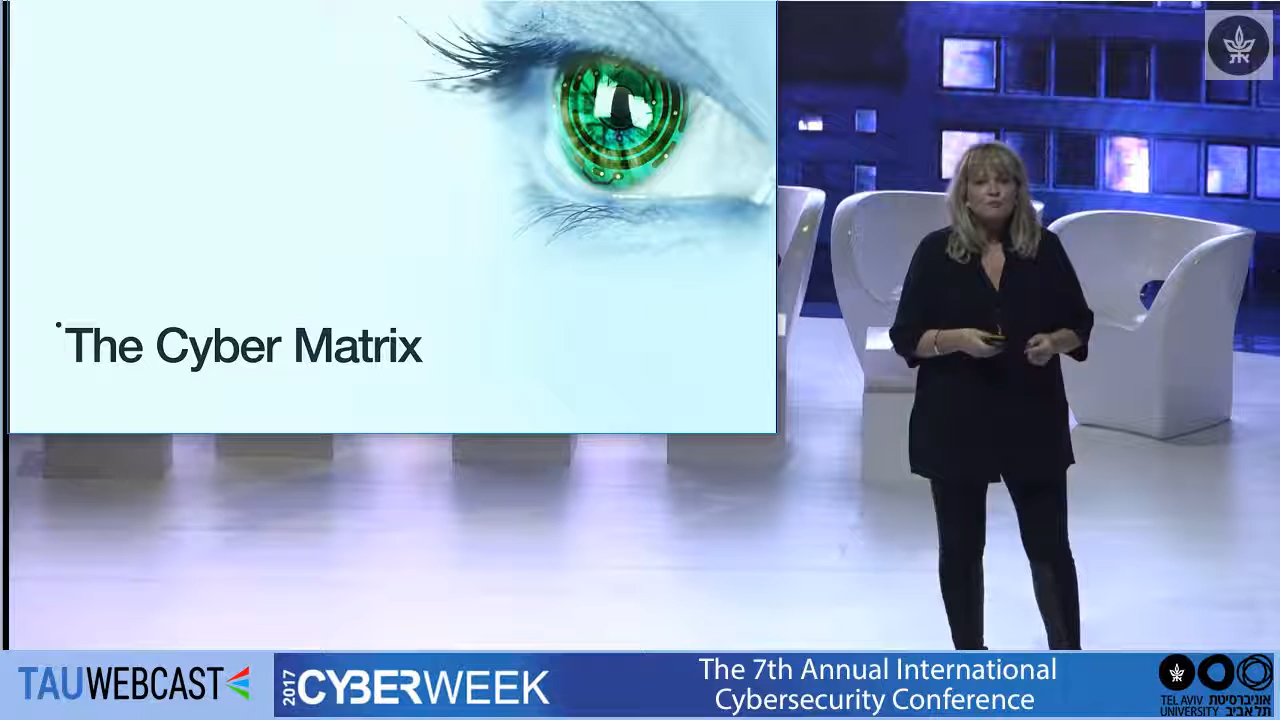 The Cyber Matrix
TAUWEBCAST
2017 CYBERWEEK
The 7th Annual International
Cybersecurity Conference
TEL AVIV אוניברסיטת
UNIVERSITY תל אביב